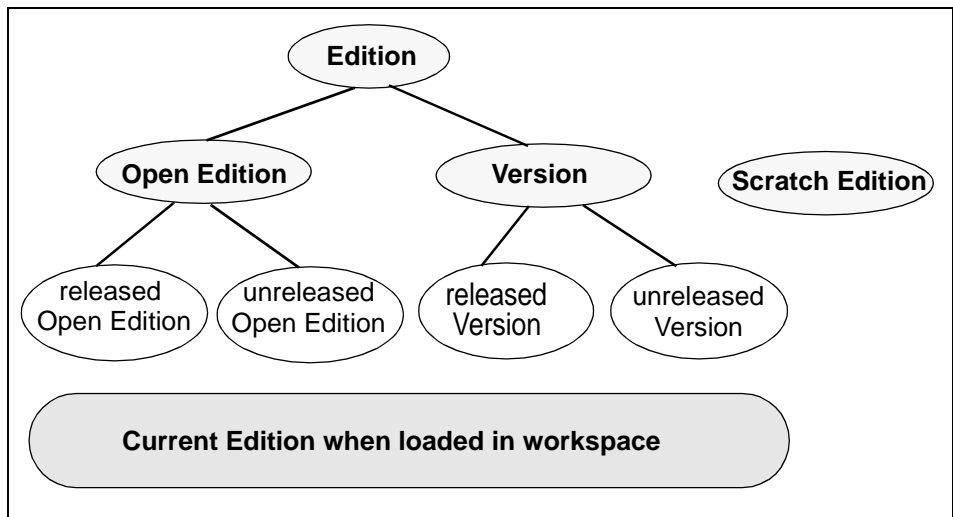 Edition
Open Edition
Version
Scratch Edition
released
Open Edition
unreleased
Open Edition
released
Version
unreleased
Version
Current Edition when loaded in workspace